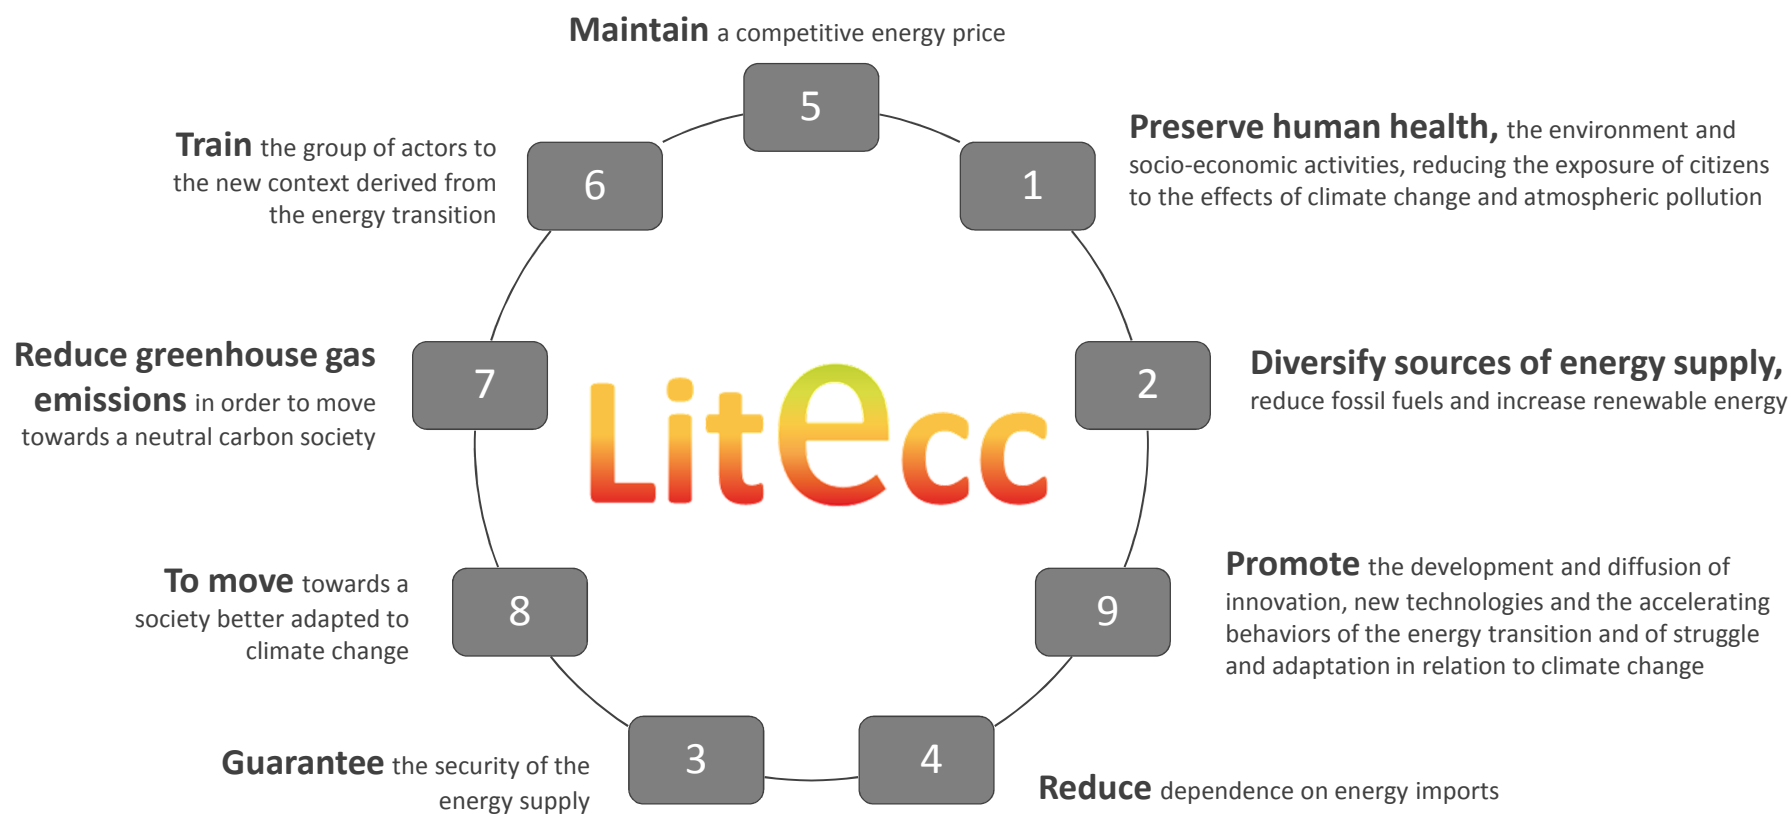 Maintain a competitive energy price
5
Preserve human health, the environment and
socio-economic activities, reducing the exposure of citizens
to the effects of climate change and atmospheric pollution
1
Train the group of actors to
the new context derived from
the energy transition
6
Reduce greenhouse gas
emissions in order to move
towards a neutral carbon society
7
Litecc
2
Diversify sources of energy supply,
reduce fossil fuels and increase renewable energy
To move towards a
society better adapted to
climate change
8
9
Promote the development and diffusion of
innovation, new technologies and the accelerating
behaviors of the energy transition and of struggle
and adaptation in relation to climate change
Guarantee the security of the
energy supply
3
4
Reduce dependence on energy imports